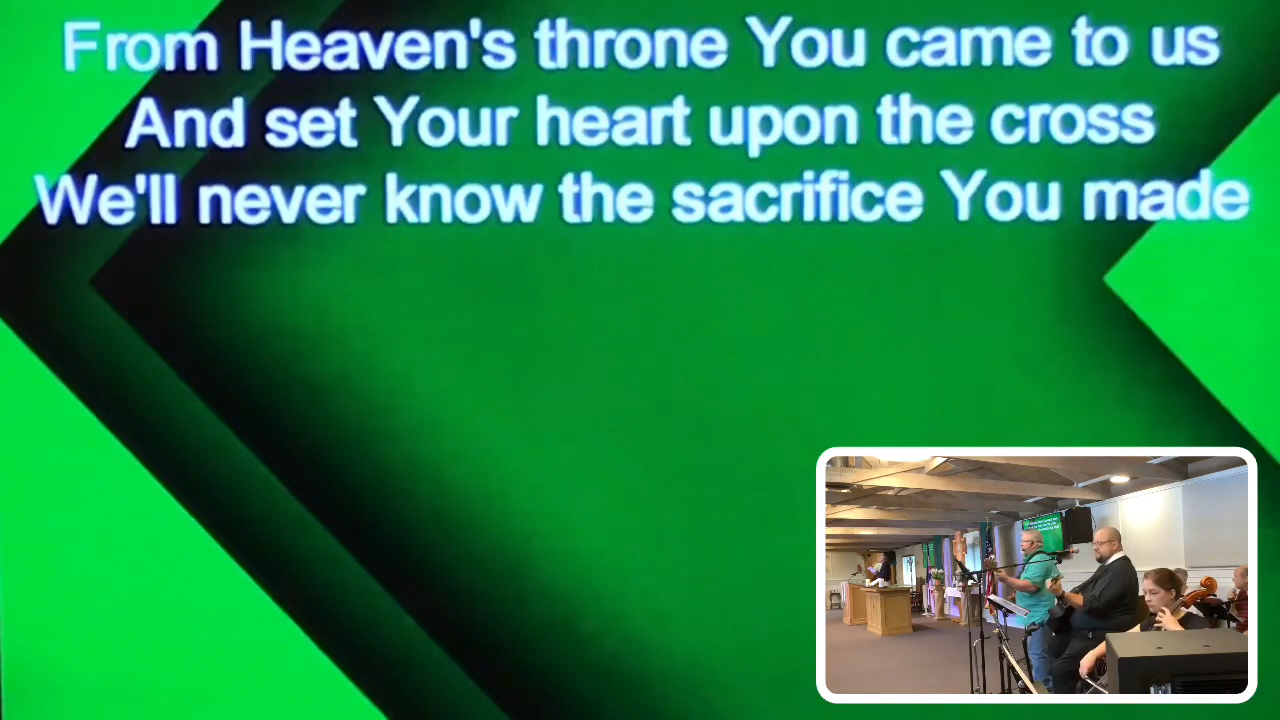 From Heaven's throne You came to us
And set Your heart upon the cross
We'll never know the sacrifice You made